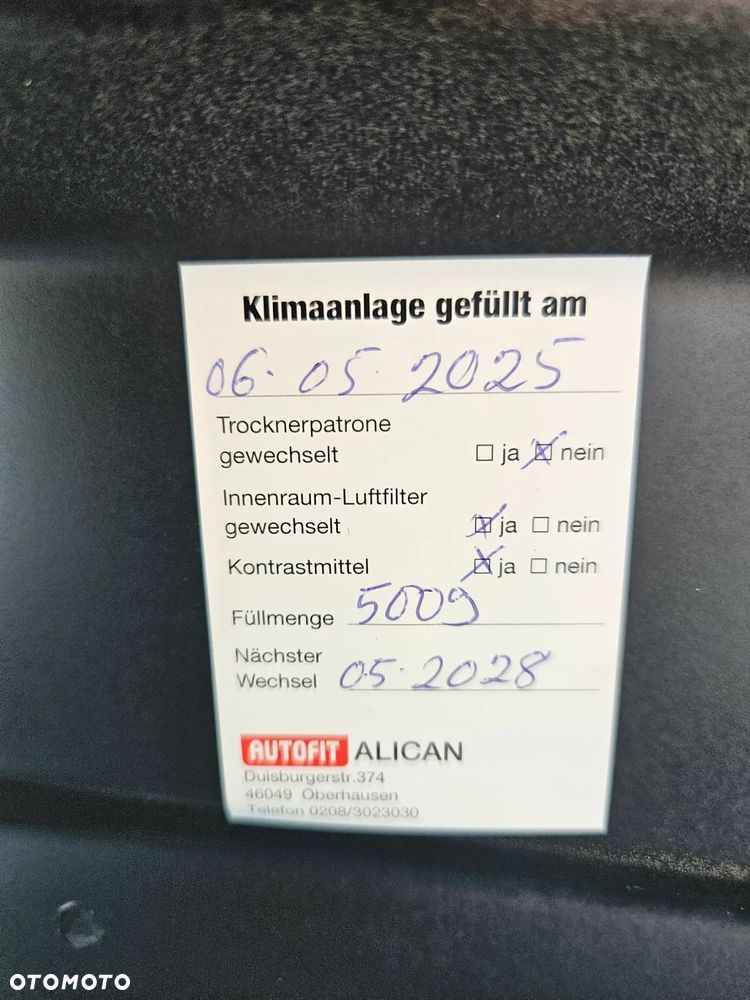 Klimaanlage gefüllt am
06.05.2025
Trocknerpatrone
gewechselt ja nein
Innenraum-Luftfilter
gewechselt ja nein
Kontrastmittel ja nein
Füllmenge 500g
Nächster
Wechsel 05.2028
AUTOFIT ALICAN
Duisburgerstr.374
46049 Oberhausen
Telefon 0208/3023030
OTOMOTO